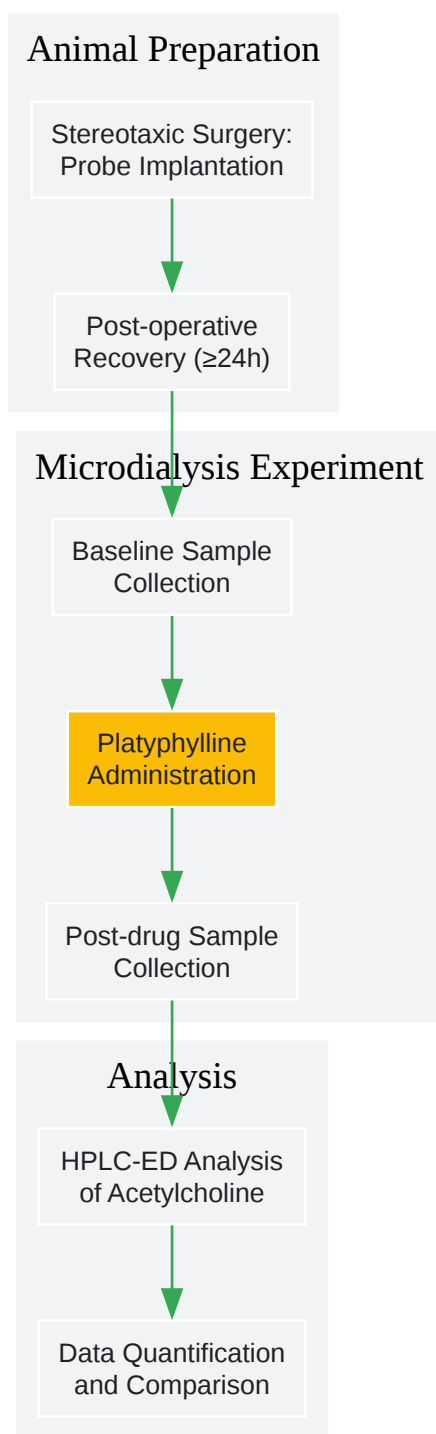 Animal Preparation
Stereotaxic Surgery:
Probe Implantation
Post-operative
Recovery (≥24h)
Microdialysis Experiment
Baseline Sample
Collection
Platyphylline
Administration
Post-drug Sample
Collection
Analysis
HPLC-ED Analysis
of Acetylcholine
Data Quantification
and Comparison